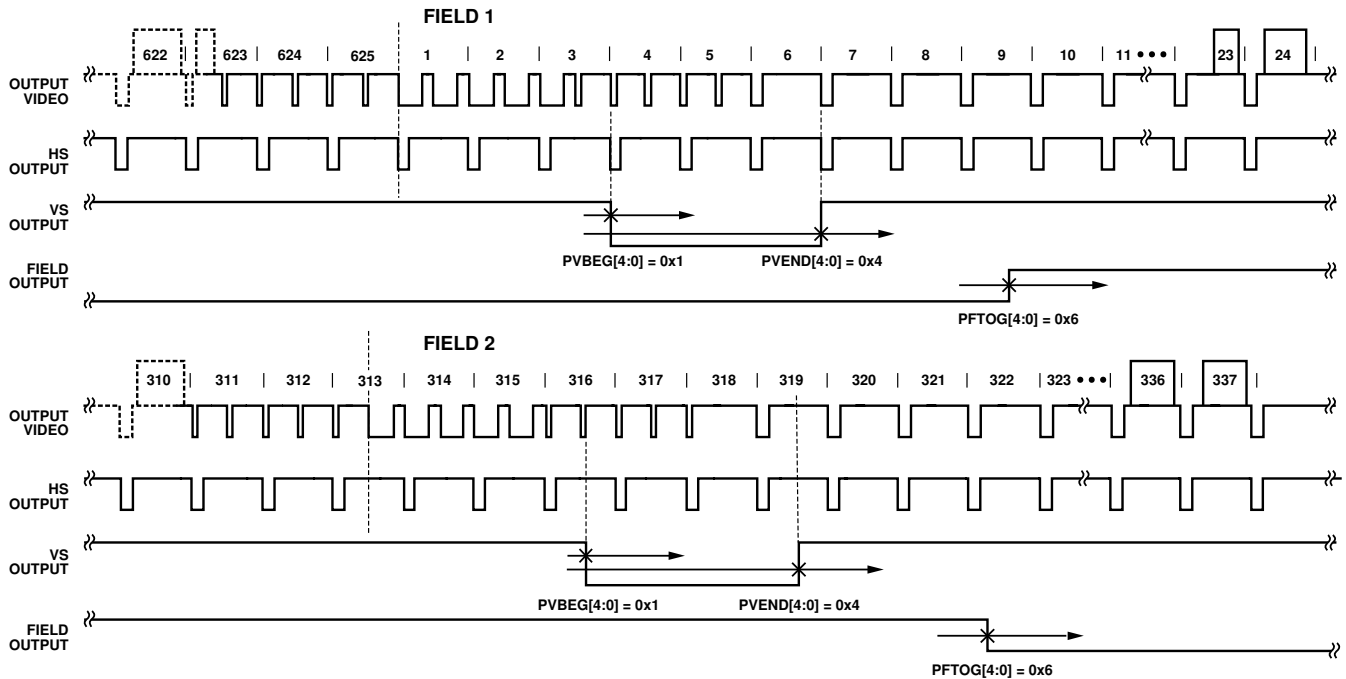 FIELD 1
622 623 624 625 1 2 3 4 5 6 7 8 9 10 11 ••• 23 24
OUTPUT
VIDEO
HS
OUTPUT
VS
OUTPUT
PVBEG[4:0] = 0x1 PVEND[4:0] = 0x4
FIELD
OUTPUT
PFTOG[4:0] = 0x6
FIELD 2
310 311 312 313 314 315 316 317 318 319 320 321 322 323 ••• 336 337
OUTPUT
VIDEO
HS
OUTPUT
VS
OUTPUT
PVBEG[4:0] = 0x1 PVEND[4:0] = 0x4
FIELD
OUTPUT
PFTOG[4:0] = 0x6